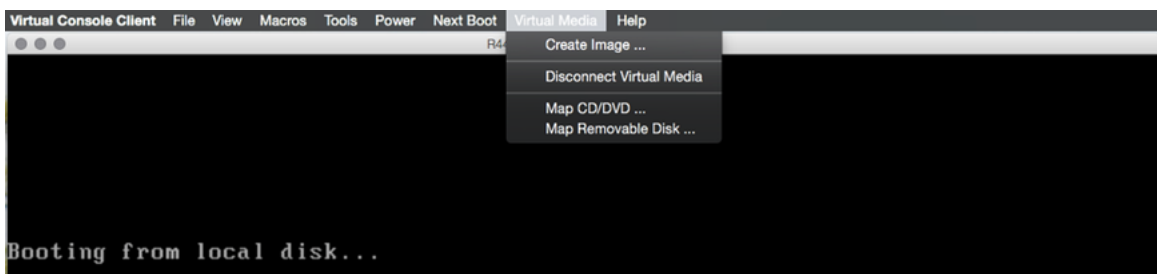 Virtual Console Client File View Macros Tools Power Next Boot Virtual Media Help
R44
Create Image ...
Disconnect Virtual Media
Map CD/DVD ...
Map Removable Disk ...
Booting from local disk...